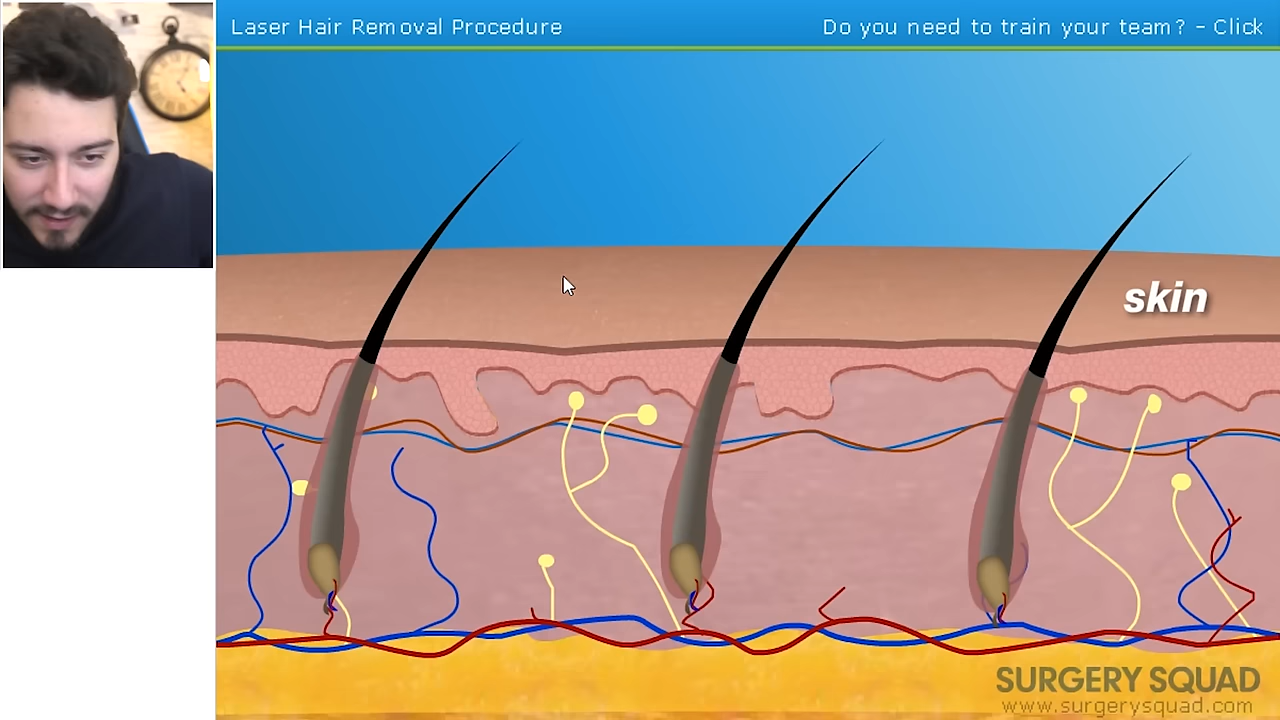 Laser Hair Removal Procedure
Do you need to train your team? - Click
skin
SURGERY SQUAD
www.surgerysquad.com